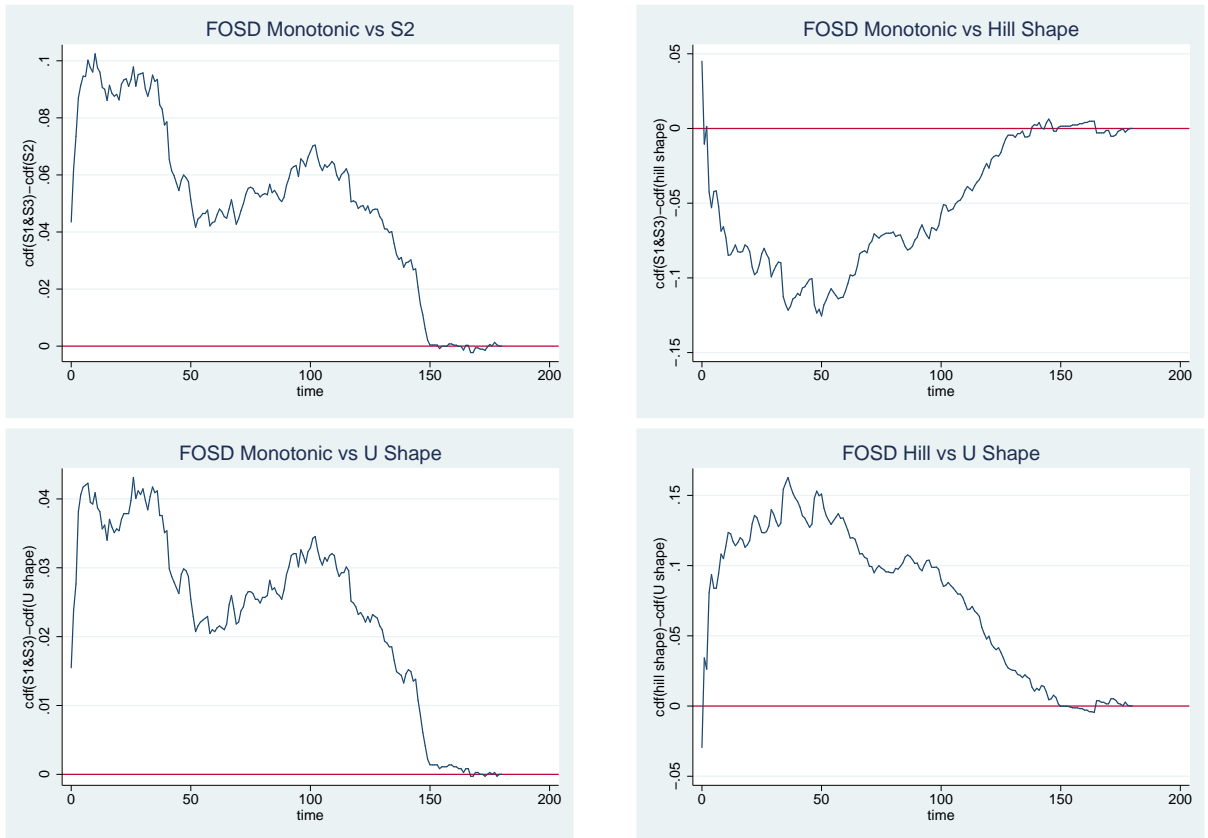 FOSD Monotonic vs S2
cdf(S1&S3)−cdf(S2)
.1
.08
.06
.04
.02
0
0 50 100 150 200
time
FOSD Monotonic vs Hill Shape
cdf(S1&S3)−cdf(hill shape)
.05
0
−.05
−.1
−.15
0 50 100 150 200
time
FOSD Monotonic vs U Shape
cdf(S1&S3)−cdf(U shape)
.04
.03
.02
.01
0
0 50 100 150 200
time
FOSD Hill vs U Shape
cdf(hill shape)−cdf(U shape)
.15
.1
.05
0
−.05
0 50 100 150 200
time